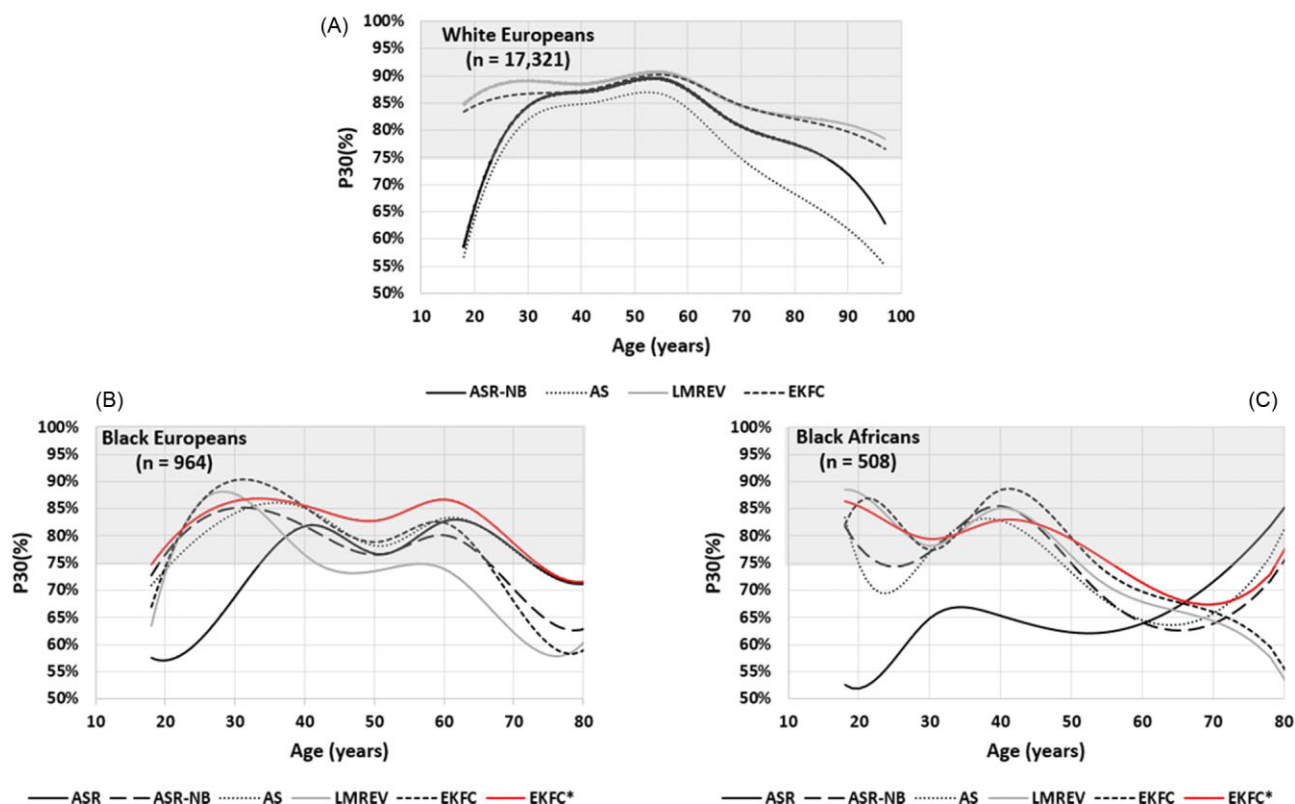 (A)
White Europeans
(n = 17,321)
P30(%)
100%
95%
90%
85%
80%
75%
70%
65%
60%
55%
50%
10 20 30 40 50 60 70 80 90 100
Age (years)
ASR-NB AS LMREV EKFC
(B)
Black Europeans
(n = 964)
P30(%)
100%
95%
90%
85%
80%
75%
70%
65%
60%
55%
50%
10 20 30 40 50 60 70 80
Age (years)
ASR ASR-NB AS LMREV EKFC EKFC*
(C)
Black Africans
(n = 508)
P30(%)
100%
95%
90%
85%
80%
75%
70%
65%
60%
55%
50%
10 20 30 40 50 60 70 80
Age (years)
ASR ASR-NB AS LMREV EKFC EKFC*